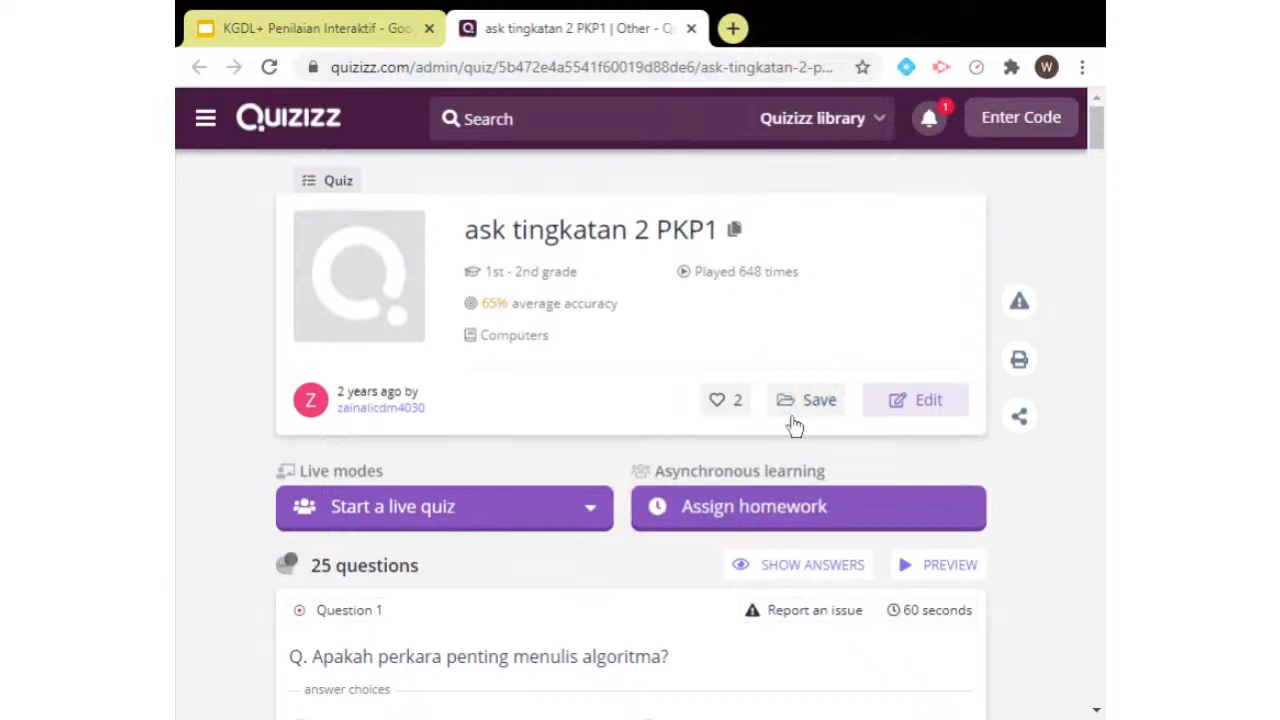 KGDL+ Penilaian Interaktif - Goo
ask tingkatan 2 PKP1 | Other - Q
quizizz.com/admin/quiz/5b472e4a5541f60019d88de6/ask-tingkatan-2-p...
W
Quizizz
Search
Quizizz library
1
Enter Code
Quiz
ask tingkatan 2 PKP1
1st - 2nd grade
Played 648 times
65% average accuracy
Computers
Z
2 years ago by
zainalicdm4030
2
Save
Edit
Live modes
Asynchronous learning
Start a live quiz
Assign homework
25 questions
SHOW ANSWERS
PREVIEW
Question 1
Report an issue
60 seconds
Q. Apakah perkara penting menulis algoritma?
answer choices